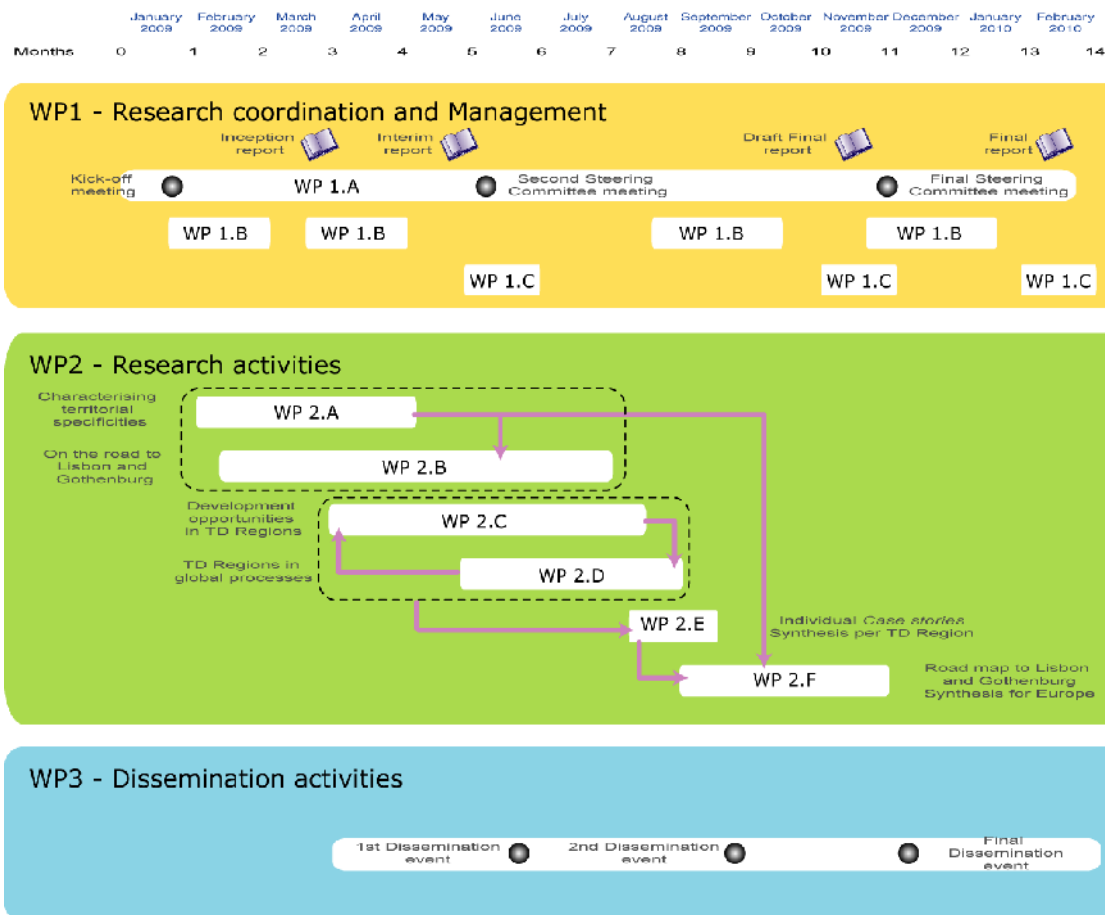 January February March April May June July August September October November December January February
2009 2009 2009 2009 2009 2009 2009 2009 2009 2009 2009 2009 2010 2010
Months 0 1 2 3 4 5 6 7 8 9 10 11 12 13 14
WP1 - Research coordination and Management
Inception
report
Interim
report
Draft Final
report
Final
report
Kick-off
meeting
WP 1.A
Second Steering
Committee meeting
Final Steering
Committee meeting
WP 1.B
WP 1.B
WP 1.B
WP 1.B
WP 1.C
WP 1.C
WP 1.C
WP2 - Research activities
Characterising
territorial
specificities
WP 2.A
On the road to
Lisbon and
Gothenburg
WP 2.B
Development
opportunities
in TD Regions
WP 2.C
TD Regions in
global processes
WP 2.D
WP 2.E
Individual Case stories
Synthesis per TD Region
WP 2.F
Road map to Lisbon
and Gothenburg
Synthesis for Europe
WP3 - Dissemination activities
1st Dissemination
event
2nd Dissemination
event
Final
Dissemination
event